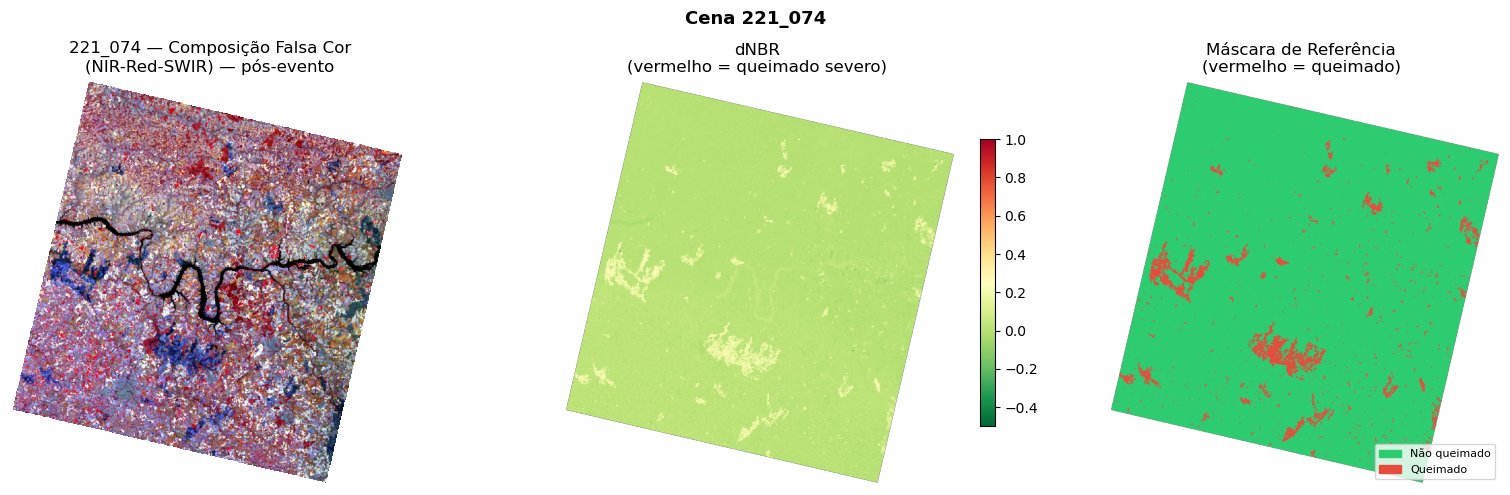 Cena 221_074
221_074 — Composição Falsa Cor
(NIR-Red-SWIR) — pós-evento
dNBR
(vermelho = queimado severo)
1.0
0.8
0.6
0.4
0.2
0.0
−0.2
−0.4
Máscara de Referência
(vermelho = queimado)
Não queimado
Queimado